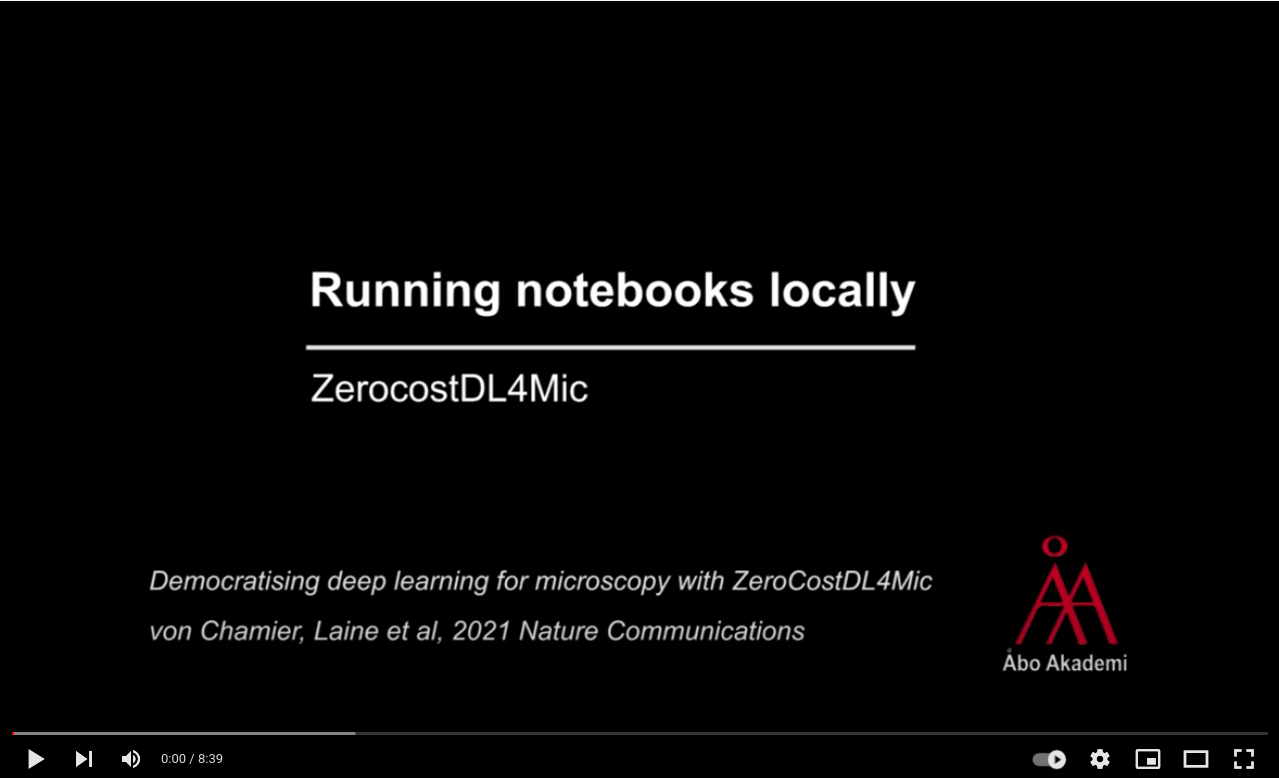 Running notebooks locally
ZerocostDL4Mic
Democratising deep learning for microscopy with ZeroCostDL4Mic
von Chamier, Laine et al, 2021 Nature Communications
Åbo Akademi
0:00 / 8:39